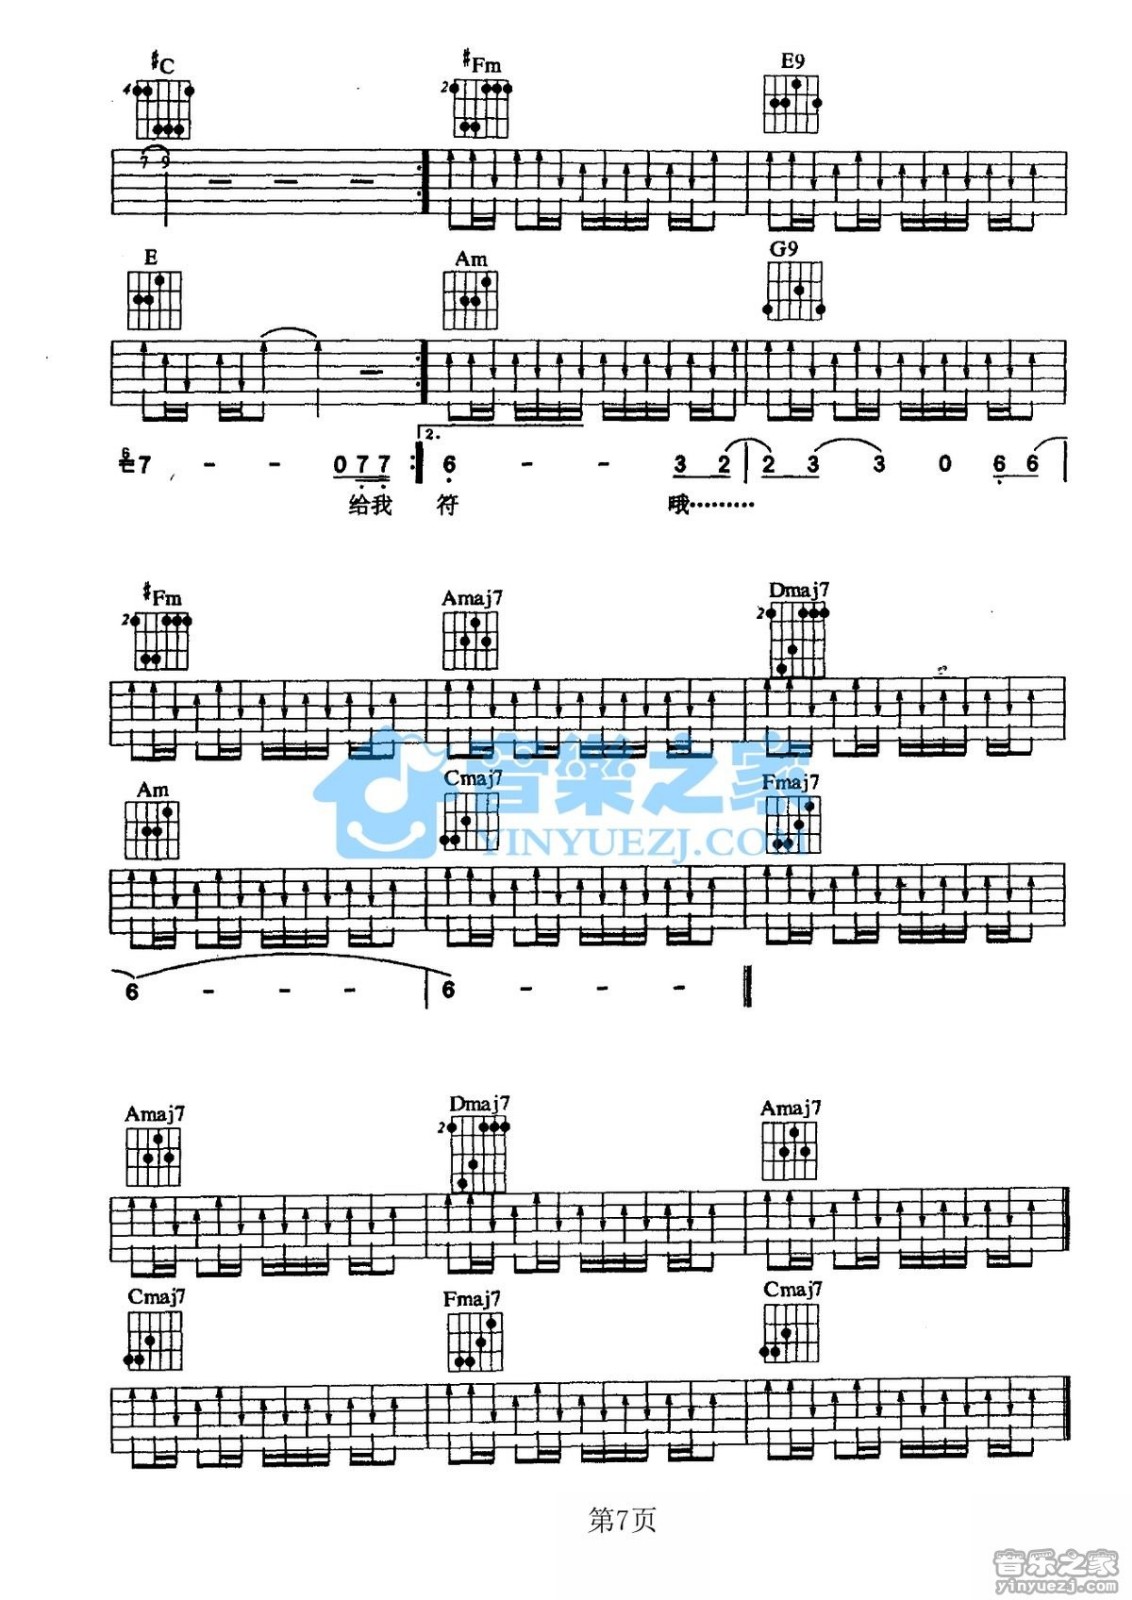 ♯C ♯Fm E9
4 2
7 9
E Am G9
2.
6 7 - - 0 7 7 6 - - 3 2 2 3 3 0 6 6
给我 符 哦………
♯Fm Amaj7 Dmaj7
2 2
音樂之家
YINYUEZJ.COM
Am Cmaj7 Fmaj7
6 - - - 6 - - -
Amaj7 Dmaj7 Amaj7
2
Cmaj7 Fmaj7 Cmaj7
第7页
音乐之家
yinyuezj.com